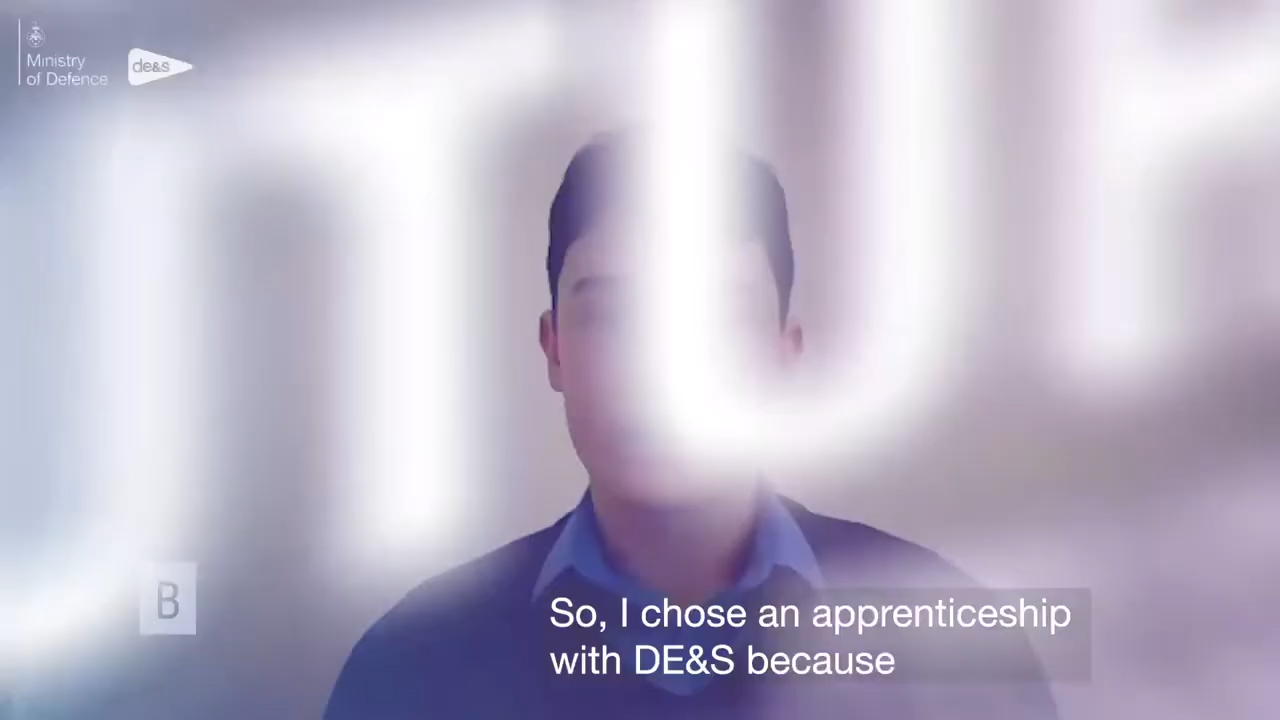 Ministry
of Defence
de&s
B
So, I chose an apprenticeship
with DE&S because